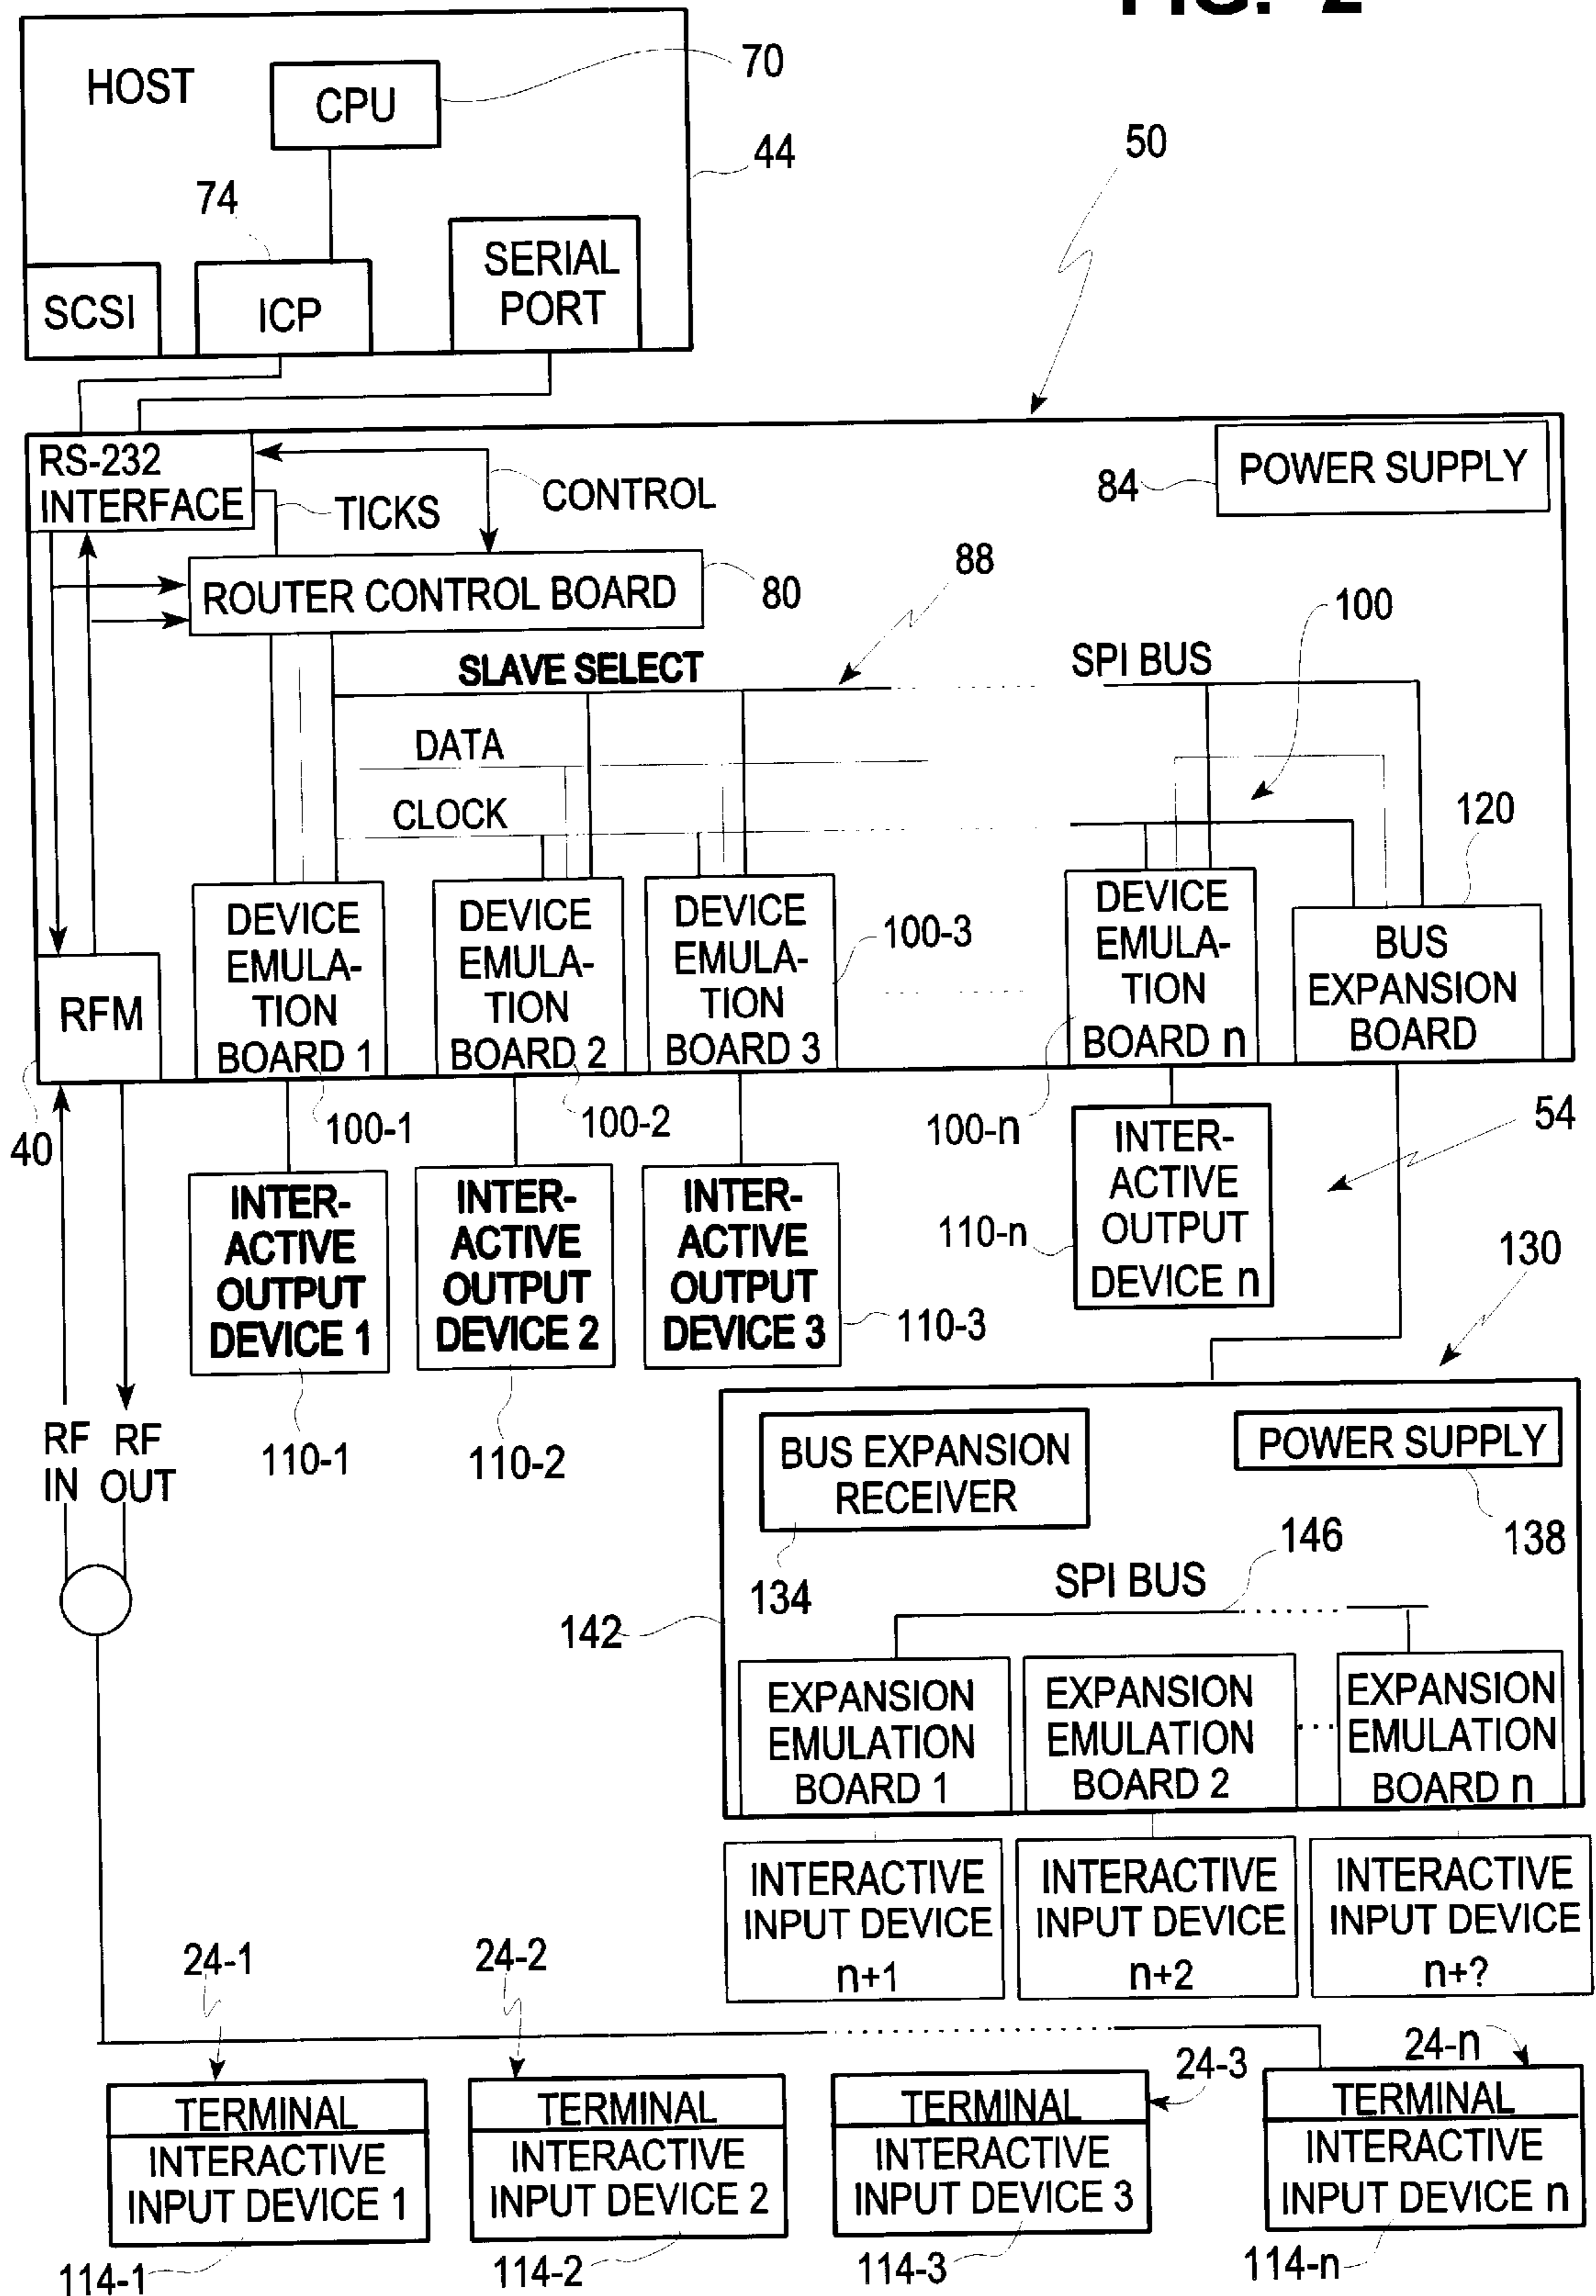 FIG. 2
HOST
CPU
70
44
74
SCSI
ICP
SERIAL
PORT
50
RS-232
INTERFACE
TICKS
CONTROL
84
POWER SUPPLY
ROUTER CONTROL BOARD
80
88
100
SLAVE SELECT
SPI BUS
DATA
CLOCK
120
DEVICE
EMULA-
TION
BOARD 1
DEVICE
EMULA-
TION
BOARD 2
DEVICE
EMULA-
TION
BOARD 3
100-3
DEVICE
EMULA-
TION
BOARD n
BUS
EXPANSION
BOARD
RFM
40
100-1
100-2
100-n
54
INTER-
ACTIVE
OUTPUT
DEVICE 1
INTER-
ACTIVE
OUTPUT
DEVICE 2
INTER-
ACTIVE
OUTPUT
DEVICE 3
110-3
INTER-
ACTIVE
OUTPUT
DEVICE n
110-n
130
RF
IN
RF
OUT
110-1
110-2
BUS EXPANSION
RECEIVER
POWER SUPPLY
134
138
146
SPI BUS
142
EXPANSION
EMULATION
BOARD 1
EXPANSION
EMULATION
BOARD 2
EXPANSION
EMULATION
BOARD n
INTERACTIVE
INPUT DEVICE
n+1
INTERACTIVE
INPUT DEVICE
n+2
INTERACTIVE
INPUT DEVICE
n+?
24-1
24-2
24-3
24-n
TERMINAL
INTERACTIVE
INPUT DEVICE 1
TERMINAL
INTERACTIVE
INPUT DEVICE 2
TERMINAL
INTERACTIVE
INPUT DEVICE 3
TERMINAL
INTERACTIVE
INPUT DEVICE n
114-1
114-2
114-3
114-n